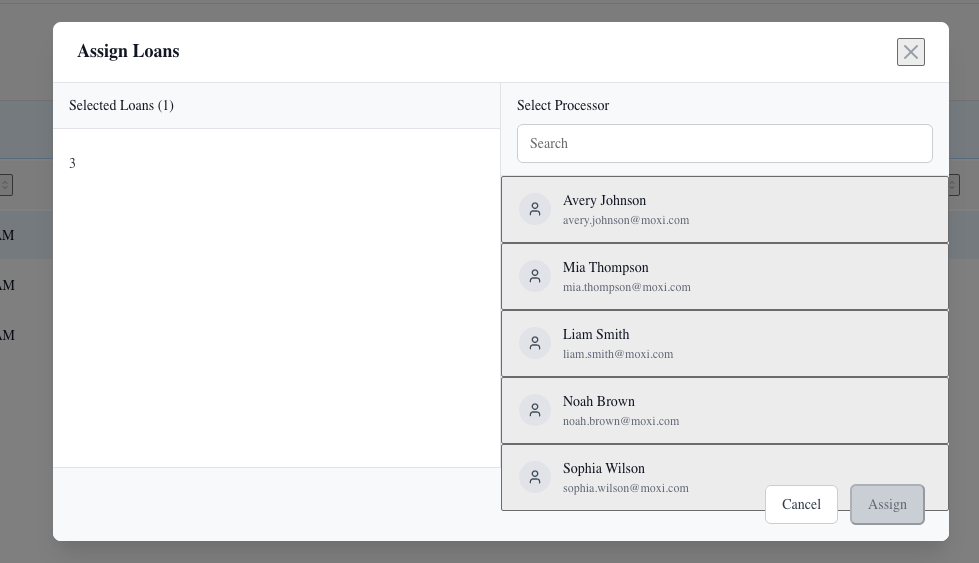 Assign Loans
Selected Loans (1)
3
Select Processor
Search
Avery Johnson
avery.johnson@moxi.com
Mia Thompson
mia.thompson@moxi.com
Liam Smith
liam.smith@moxi.com
Noah Brown
noah.brown@moxi.com
Sophia Wilson
sophia.wilson@moxi.com
Cancel
Assign
AM
AM
AM